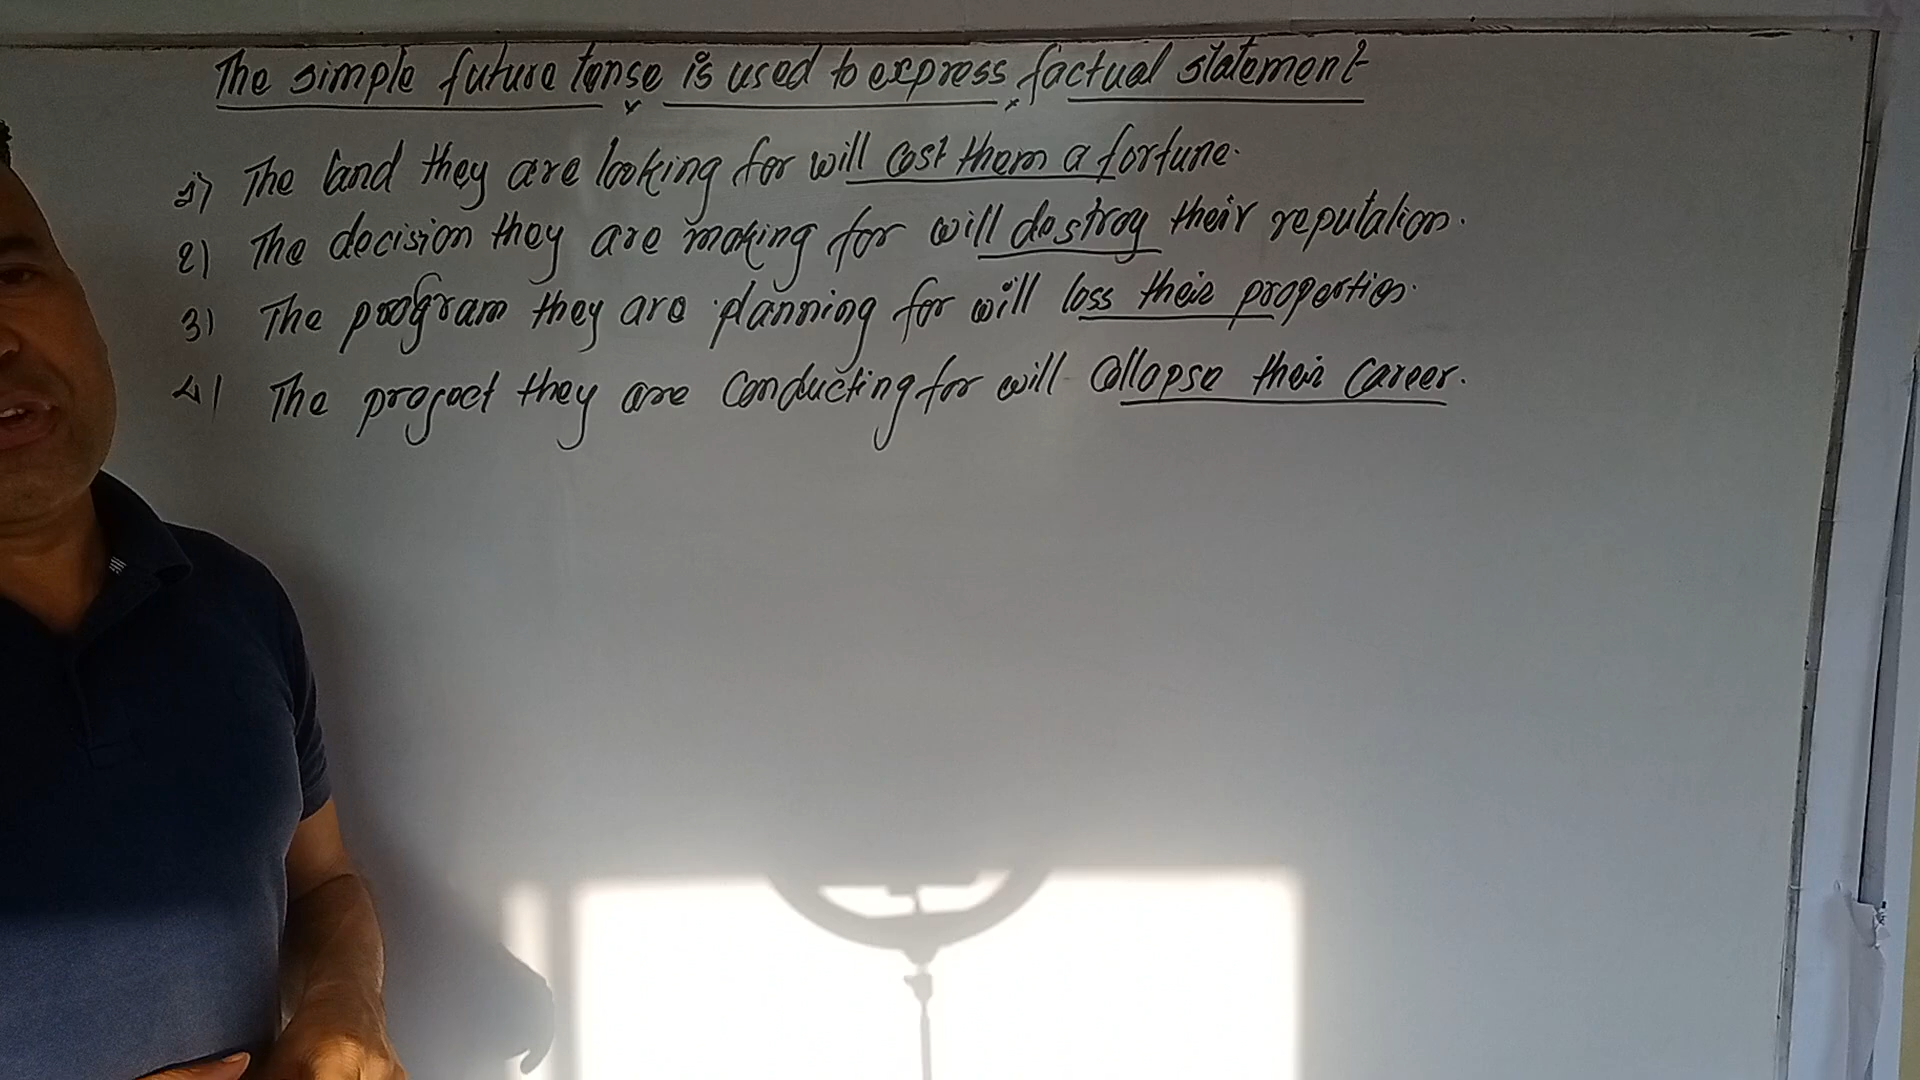 The simple future tense is used to express factual statement
1) The land they are looking for will cost them a fortune.
2) The decision they are making for will destroy their reputation.
3) The program they are planning for will loss their properties.
4) The project they are conducting for will collapse their career.